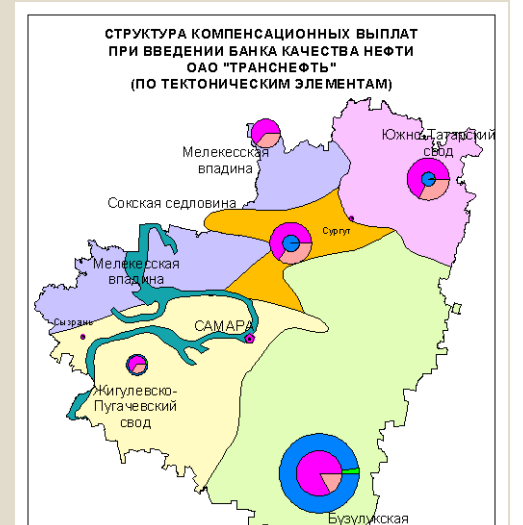 СТРУКТУРА КОМПЕНСАЦИОННЫХ ВЫПЛАТ
ПРИ ВВЕДЕНИИ БАНКА КАЧЕСТВА НЕФТИ
ОАО "ТРАНСНЕФТЬ"
(ПО ТЕКТОНИЧЕСКИМ ЭЛЕМЕНТАМ)
Южно-Татарский
свод
Мелекесская
впадина
Сокская седловина
Сургут
Мелекесская
впадина
Сызрань
САМАРА
Жигулевско-
Пугачевский
свод
Бузулукская